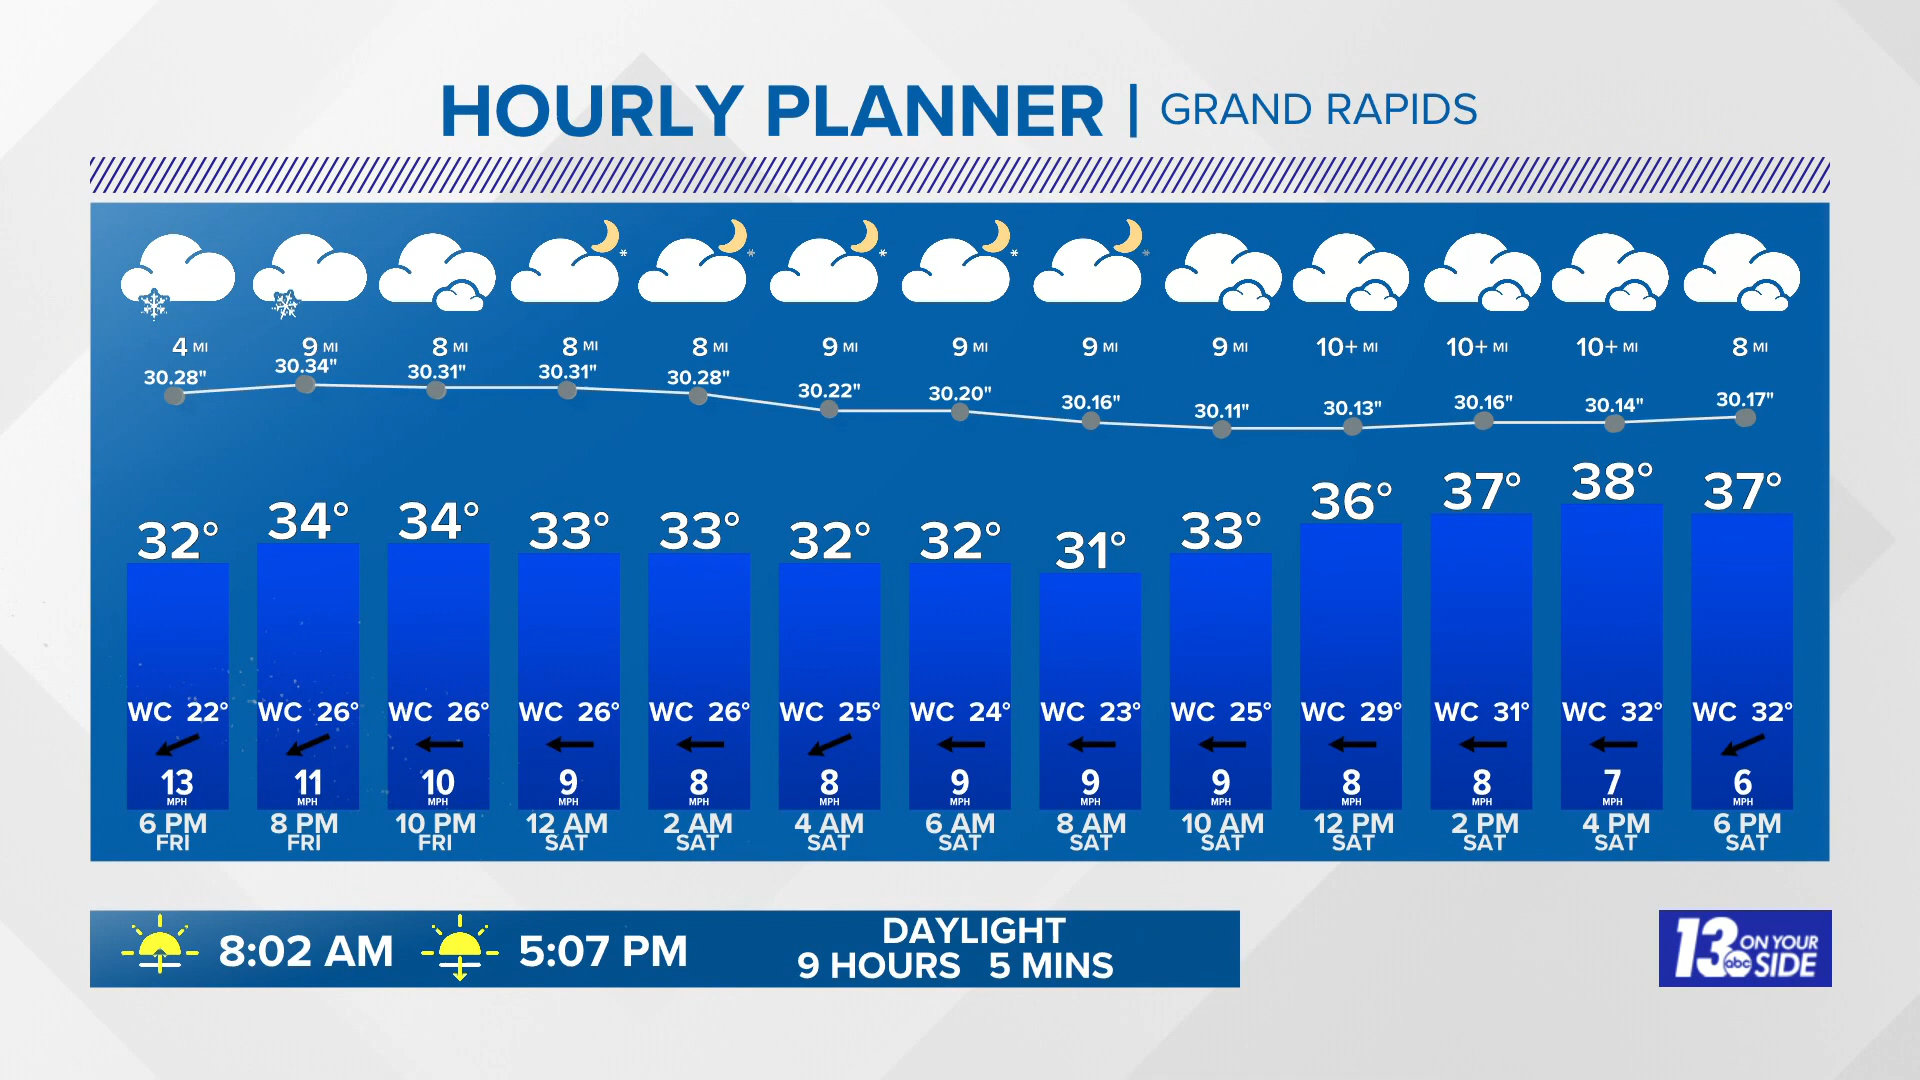 HOURLY PLANNER | GRAND RAPIDS
4 MI 9 MI 8 MI 8 MI 8 MI 9 MI 9 MI 9 MI 9 MI 10+ MI 10+ MI 10+ MI 8 MI
30.28" 30.34" 30.31" 30.31" 30.28" 30.22" 30.20" 30.16" 30.11" 30.13" 30.16" 30.14" 30.17"
32° 34° 34° 33° 33° 32° 32° 31° 33° 36° 37° 38° 37°
WC 22° WC 26° WC 26° WC 26° WC 26° WC 25° WC 24° WC 23° WC 25° WC 29° WC 31° WC 32° WC 32°
13 11 10 9 8 8 9 9 9 8 8 7 6
MPH MPH MPH MPH MPH MPH MPH MPH MPH MPH MPH MPH MPH
6 PM 8 PM 10 PM 12 AM 2 AM 4 AM 6 AM 8 AM 10 AM 12 PM 2 PM 4 PM 6 PM
FRI FRI FRI SAT SAT SAT SAT SAT SAT SAT SAT SAT SAT
8:02 AM 5:07 PM
DAYLIGHT
9 HOURS 5 MINS
13 ON YOUR
abc SIDE